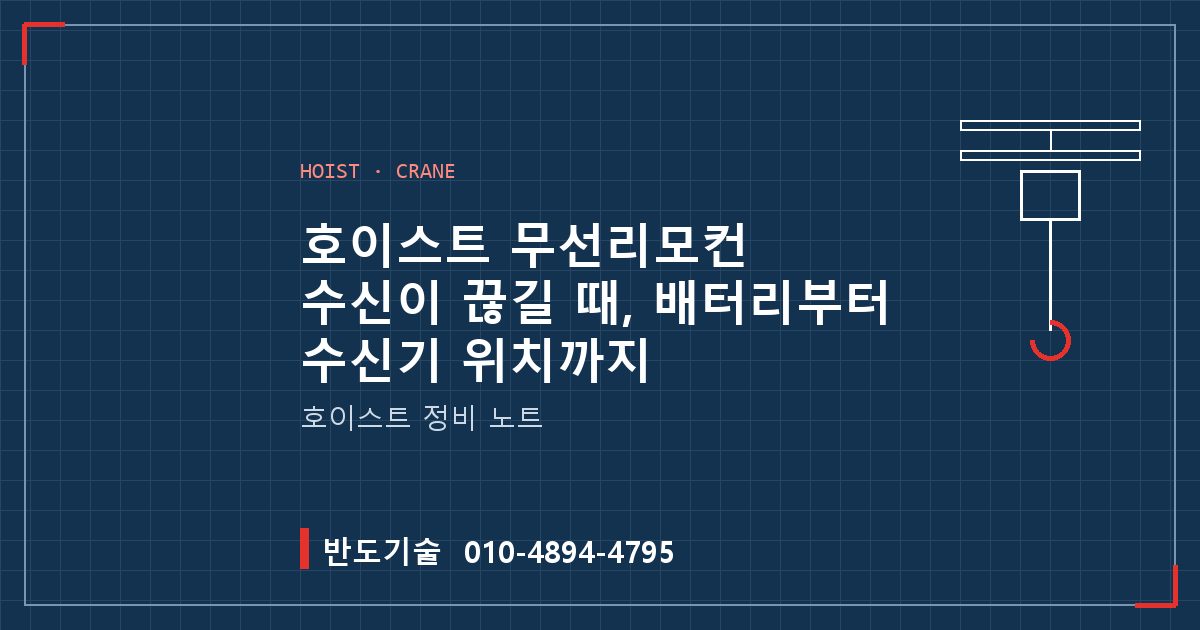 HOIST · CRANE
호이스트 무선리모컨
수신이 끊길 때, 배터리부터
수신기 위치까지
호이스트 정비 노트
반도기술 010-4894-4795